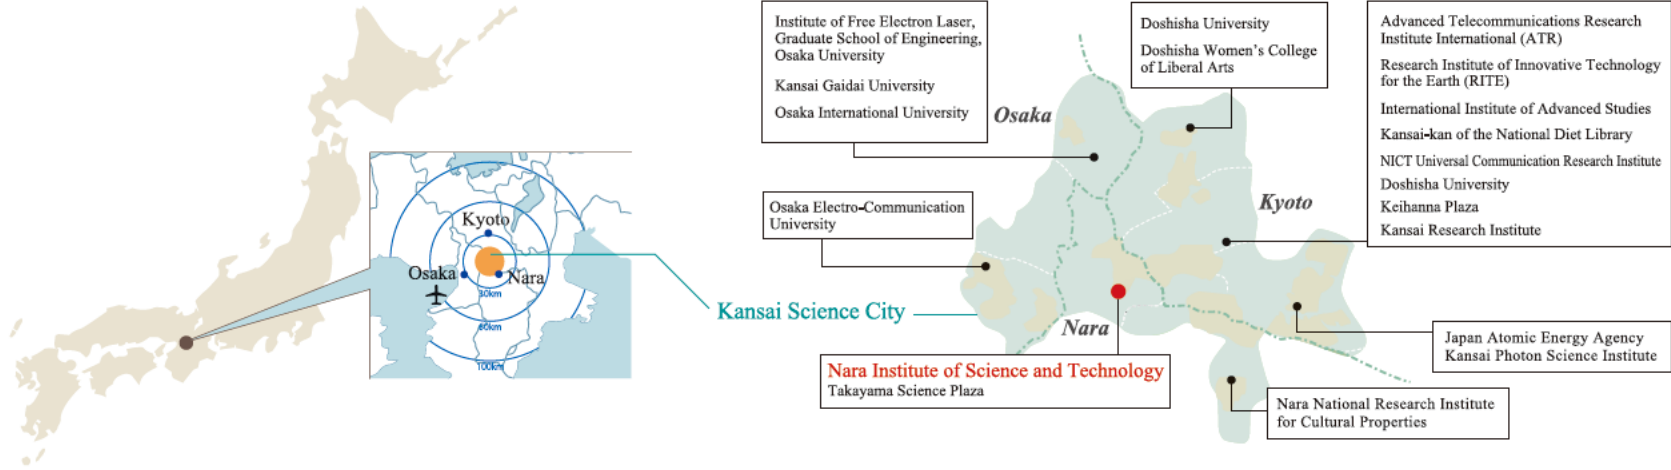 Kyoto
Osaka
Nara
30km
60km
100km
Kansai Science City
Institute of Free Electron Laser,
Graduate School of Engineering,
Osaka University
Kansai Gaidai University
Osaka International University
Osaka Electro-Communication
University
Doshisha University
Doshisha Women's College
of Liberal Arts
Advanced Telecommunications Research
Institute International (ATR)
Research Institute of Innovative Technology
for the Earth (RITE)
International Institute of Advanced Studies
Kansai-kan of the National Diet Library
NICT Universal Communication Research Institute
Doshisha University
Keihanna Plaza
Kansai Research Institute
Osaka
Kyoto
Nara
Nara Institute of Science and Technology
Takayama Science Plaza
Japan Atomic Energy Agency
Kansai Photon Science Institute
Nara National Research Institute
for Cultural Properties